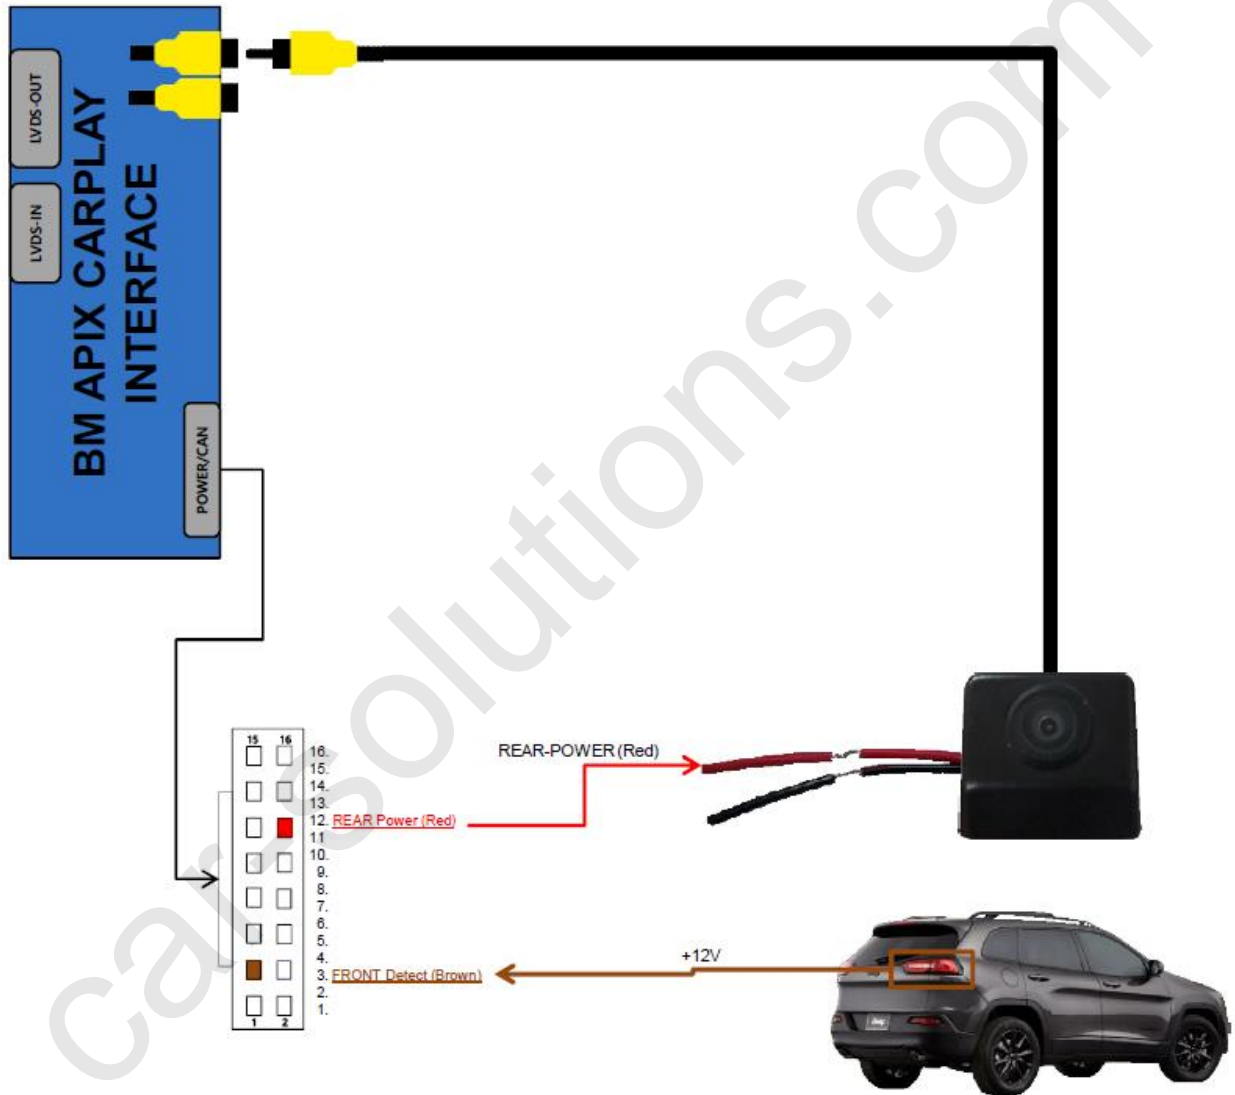 LVDS-OUT
LVDS-IN
BM APIX CARPLAY
INTERFACE
POWER/CAN
15 16
16.
15.
14.
13.
12. REAR Power (Red)
11
10.
9.
8.
7.
6.
5.
4.
3. FRONT Detect (Brown)
2.
1.
1 2
REAR-POWER (Red)
+12V
Jeep
car-solutions.com